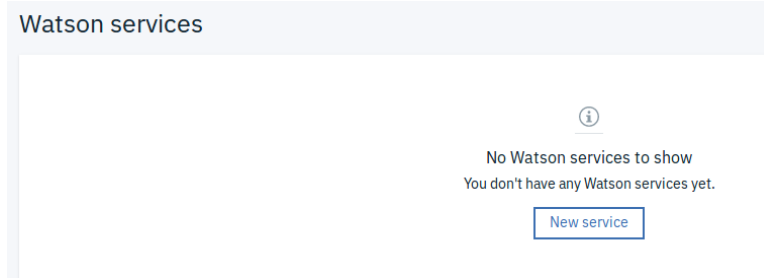 Watson services
No Watson services to show
You don't have any Watson services yet.
New service